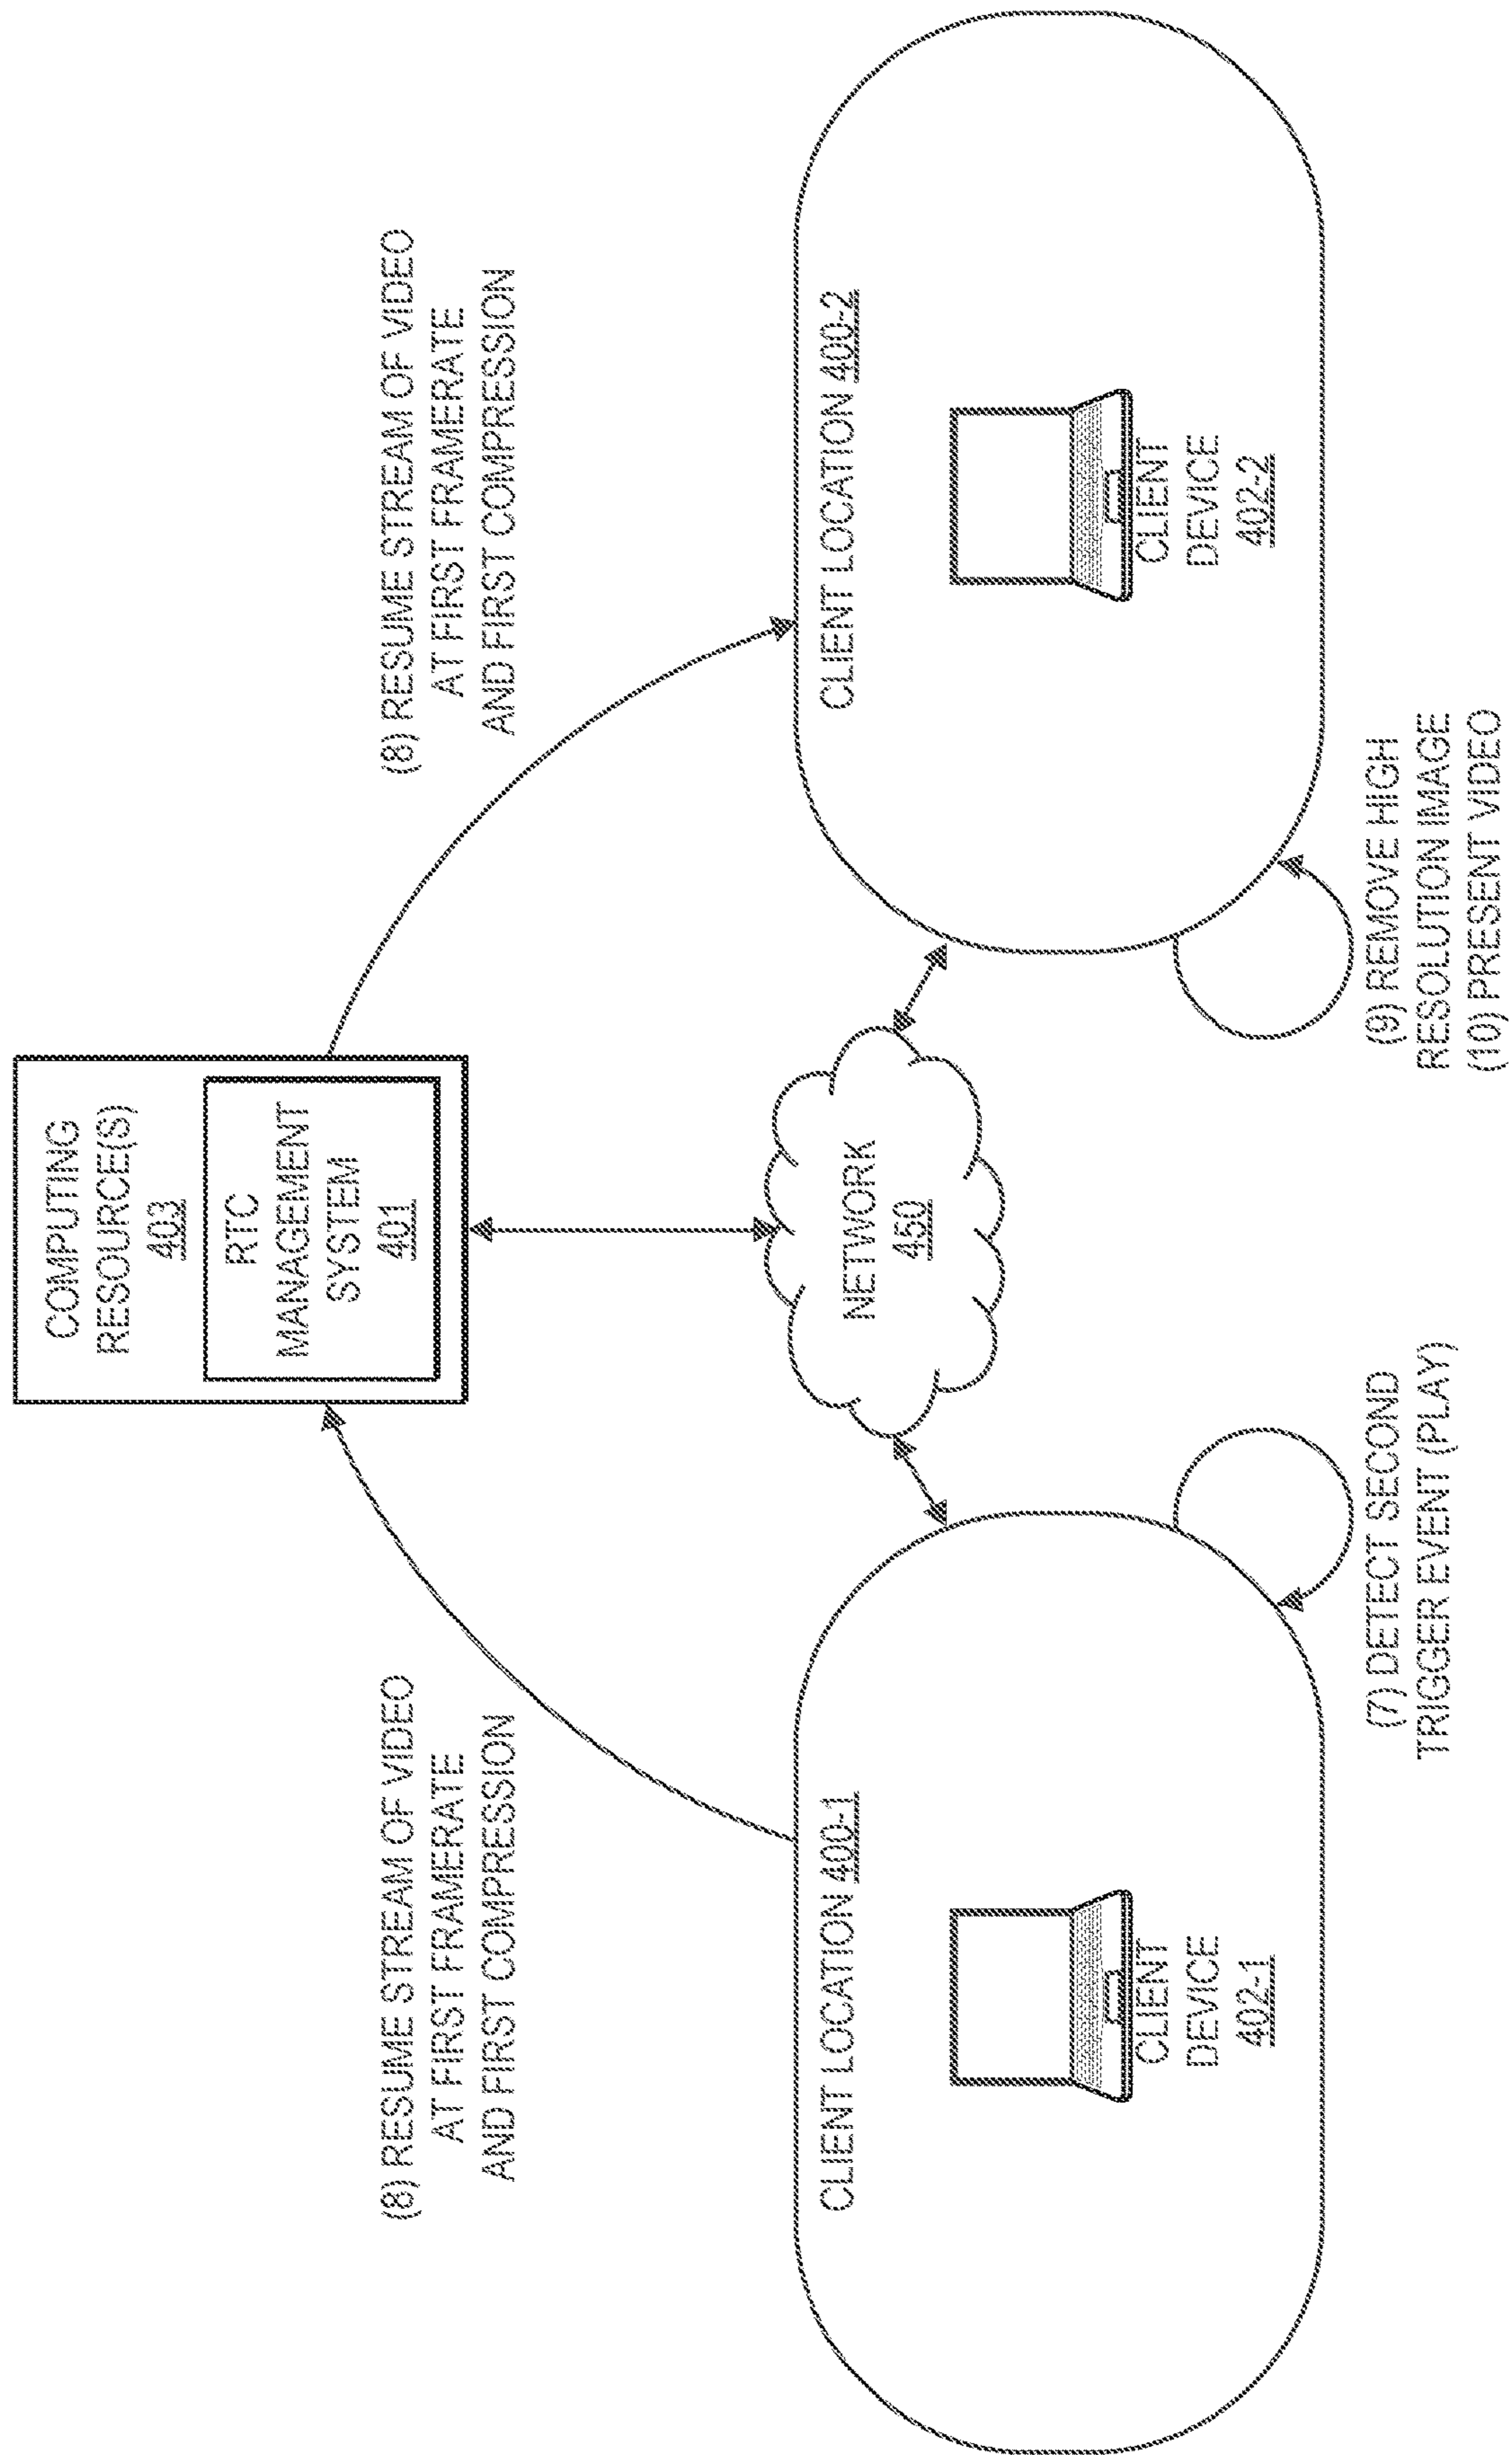 COMPUTING
RESOURCE(S)
403
RTC
MANAGEMENT
SYSTEM
401
(8) RESUME STREAM OF VIDEO
AT FIRST FRAMERATE
AND FIRST COMPRESSION
(8) RESUME STREAM OF VIDEO
AT FIRST FRAMERATE
AND FIRST COMPRESSION
NETWORK
450
CLIENT LOCATION 400-1
CLIENT
DEVICE
402-1
CLIENT LOCATION 400-2
CLIENT
DEVICE
402-2
(7) DETECT SECOND
TRIGGER EVENT (PLAY)
(9) REMOVE HIGH
RESOLUTION IMAGE
(10) PRESENT VIDEO